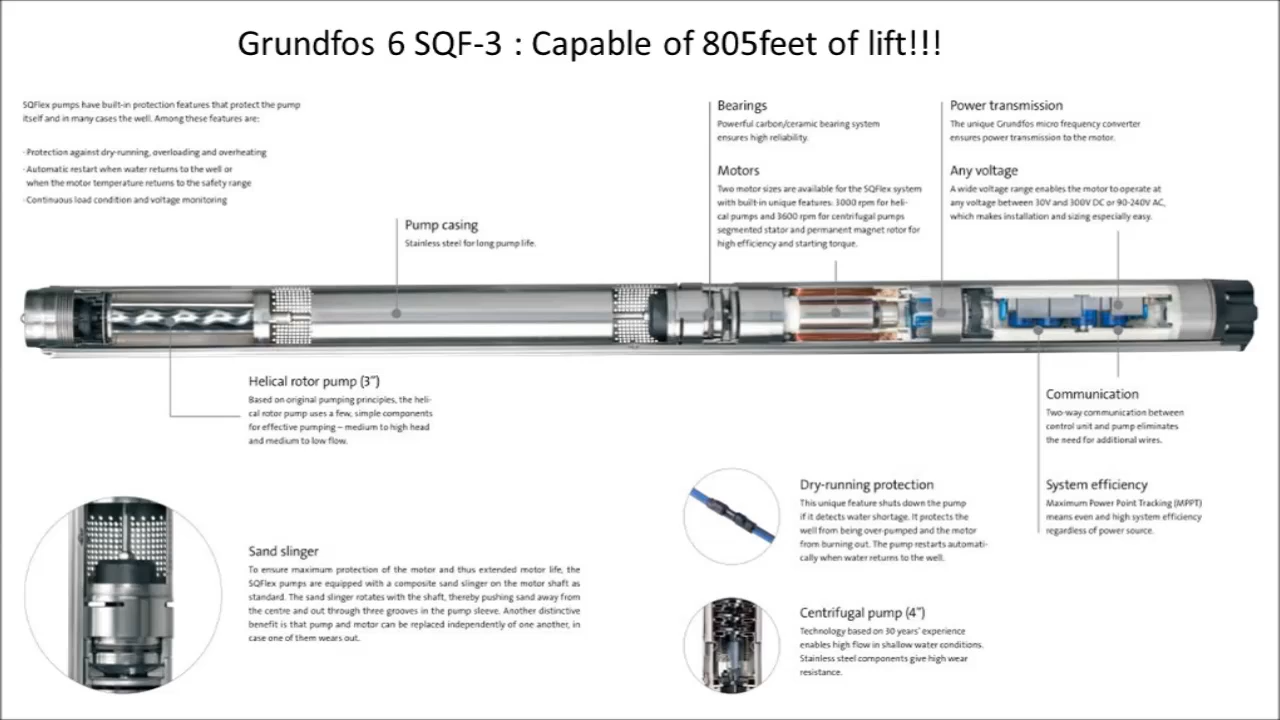 Grundfos 6 SQF-3 : Capable of 805feet of lift!!!
SQFlex pumps have built-in protection features that protect the pump
itself and in many cases the well. Among these features are:
· Protection against dry-running, overloading and overheating
· Automatic restart when water returns to the well or
when the motor temperature returns to the safety range
· Continuous load condition and voltage monitoring
Pump casing
Stainless steel for long pump life.
Bearings
Powerful carbon/ceramic bearing system
ensures high reliability.
Motors
Two motor sizes are available for the SQFlex system
with built-in unique features: 3000 rpm for heli-
cal pumps and 3600 rpm for centrifugal pumps
segmented stator and permanent magnet rotor for
high efficiency and starting torque.
Power transmission
The unique Grundfos micro frequency converter
ensures power transmission to the motor.
Any voltage
A wide voltage range enables the motor to operate at
any voltage between 30V and 300V DC or 90-240V AC,
which makes installation and sizing especially easy.
Helical rotor pump (3")
Based on original pumping principles, the heli-
cal rotor pump uses a few, simple components
for effective pumping – medium to high head
and medium to low flow.
Communication
Two-way communication between
control unit and pump eliminates
the need for additional wires.
System efficiency
Maximum Power Point Tracking (MPPT)
means even and high system efficiency
regardless of power source.
Dry-running protection
This unique feature shuts down the pump
if it detects water shortage. It protects the
well from being over-pumped and the motor
from burning out. The pump restarts automati-
cally when water returns to the well.
Sand slinger
To ensure maximum protection of the motor and thus extended motor life, the
SQFlex pumps are equipped with a composite sand slinger on the motor shaft as
standard. The sand slinger rotates with the shaft, thereby pushing sand away from
the centre and out through three grooves in the pump sleeve. Another distinctive
benefit is that pump and motor can be replaced independently of one another, in
case one of them wears out.
Centrifugal pump (4")
Technology based on 30 years' experience
enables high flow in shallow water conditions.
Stainless steel components give high wear
resistance.